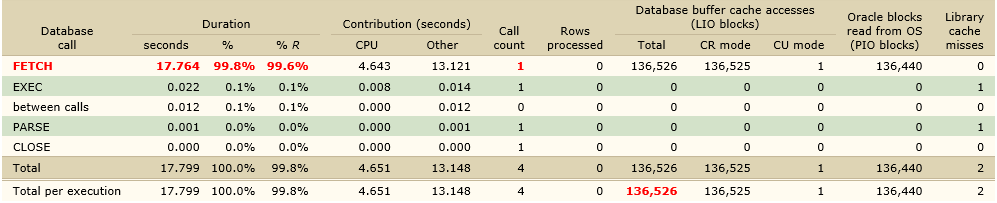 Database call Duration Contribution (seconds) Call count Rows processed Database buffer cache accesses (LIO blocks) Oracle blocks read from OS (PIO blocks) Library cache misses
seconds % % R CPU Other Total CR mode CU mode
FETCH 17.764 99.8% 99.6% 4.643 13.121 1 0 136,526 136,525 1 136,440 0
EXEC 0.022 0.1% 0.1% 0.008 0.014 1 0 0 0 0 0 1
between calls 0.012 0.1% 0.1% 0.000 0.012 0 0 0 0 0 0 0
PARSE 0.001 0.0% 0.0% 0.000 0.001 1 0 0 0 0 0 1
CLOSE 0.000 0.0% 0.0% 0.000 0.000 1 0 0 0 0 0 0
Total 17.799 100.0% 99.8% 4.651 13.148 4 0 136,526 136,525 1 136,440 2
Total per execution 17.799 100.0% 99.8% 4.651 13.148 4 0 136,526 136,525 1 136,440 2